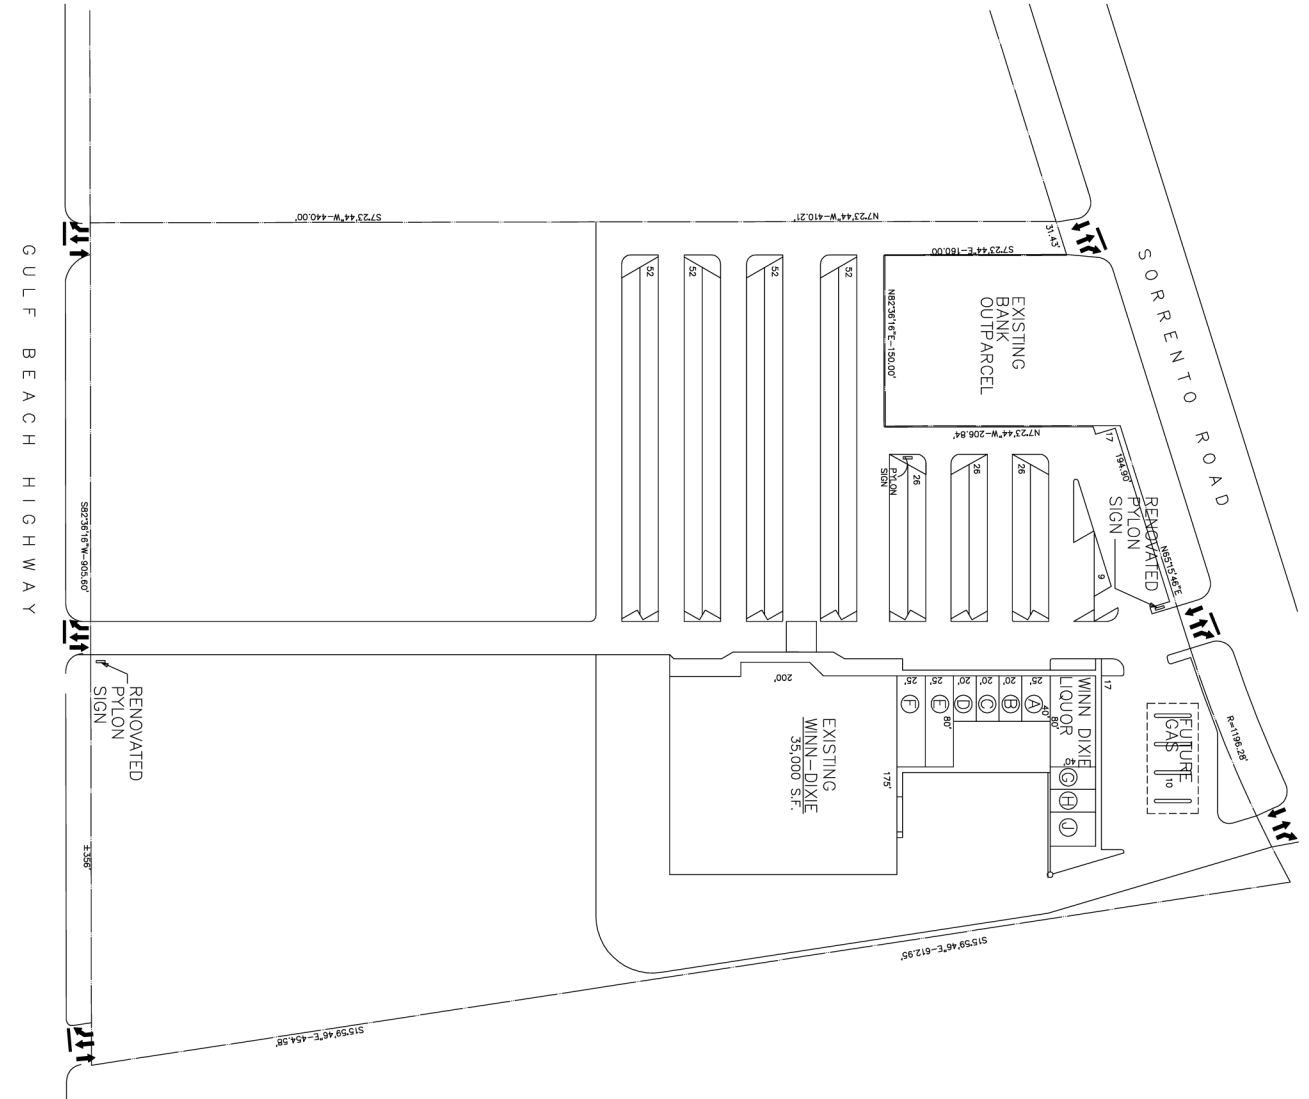 GULF BEACH HIGHWAY
SORRENTO ROAD
S7°23'44"W-440.00'
N7°23'44"W-410.21'
31.43'
S7°23'44"E-160.00
EXISTING
BANK
OUTPARCEL
N82°36'16"E-150.00'
N7°23'44"W-206.84'
52
52
52
52
26
26
26
PYLON
SIGN
17
194.90'
RENOVATED
PYLON
SIGN
N65°15'46"E
9
S82°36'16"W-905.60'
RENOVATED
PYLON
SIGN
200'
EXISTING
WINN-DIXIE
35,000 S.F.
175'
25'
F
25'
E
20'
D
20'
C
20'
B
25'
A
80'
40'
80'
WINN DIXIE
LIQUOR
40'
G
H
J
17
FUTURE
GAS
10
R=1196.28'
±356'
S15°59'46"E-612.95'
S15°59'46"E-454.58'